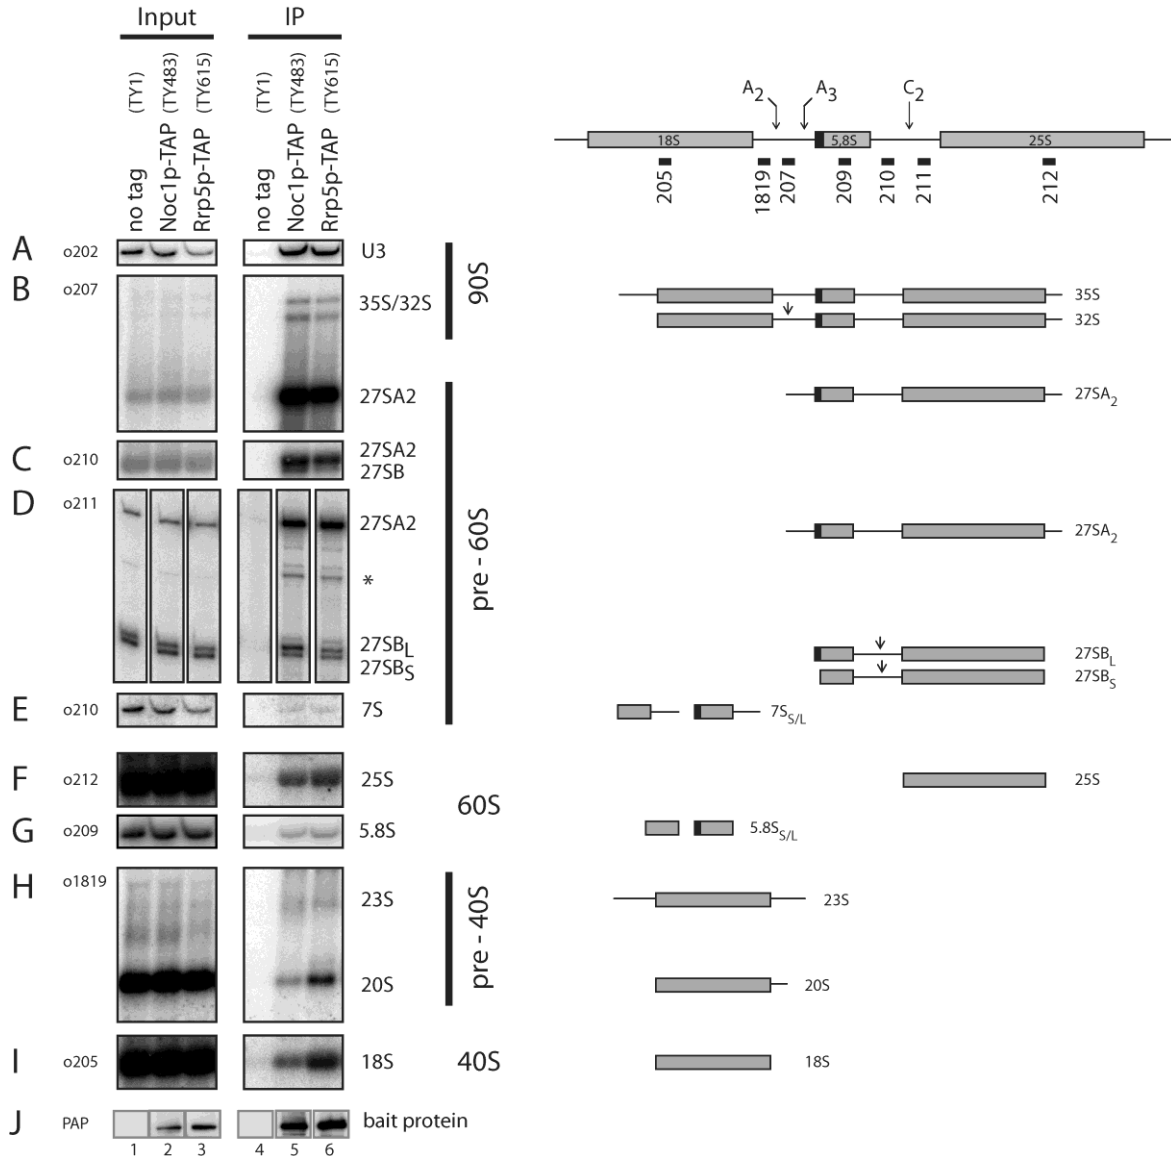 Input
IP
(TY1)
(TY483)
(TY615)
(TY1)
(TY483)
(TY615)
no tag
Noc1p-TAP
Rrp5p-TAP
no tag
Noc1p-TAP
Rrp5p-TAP
A2
A3
C2
18S
5,8S
25S
205
1819
207
209
210
211
212
A
o202
U3
90S
B
o207
35S/32S
35S
32S
27SA2
27SA2
pre - 60S
C
o210
27SA2
27SB
D
o211
27SA2
27SA2
*
27SBL
27SBS
27SBL
27SBS
E
o210
7S
7SS/L
F
o212
25S
25S
60S
G
o209
5.8S
5.8SS/L
H
o1819
23S
23S
pre - 40S
20S
20S
I
o205
18S
40S
18S
J
PAP
bait protein
1 2 3 4 5 6